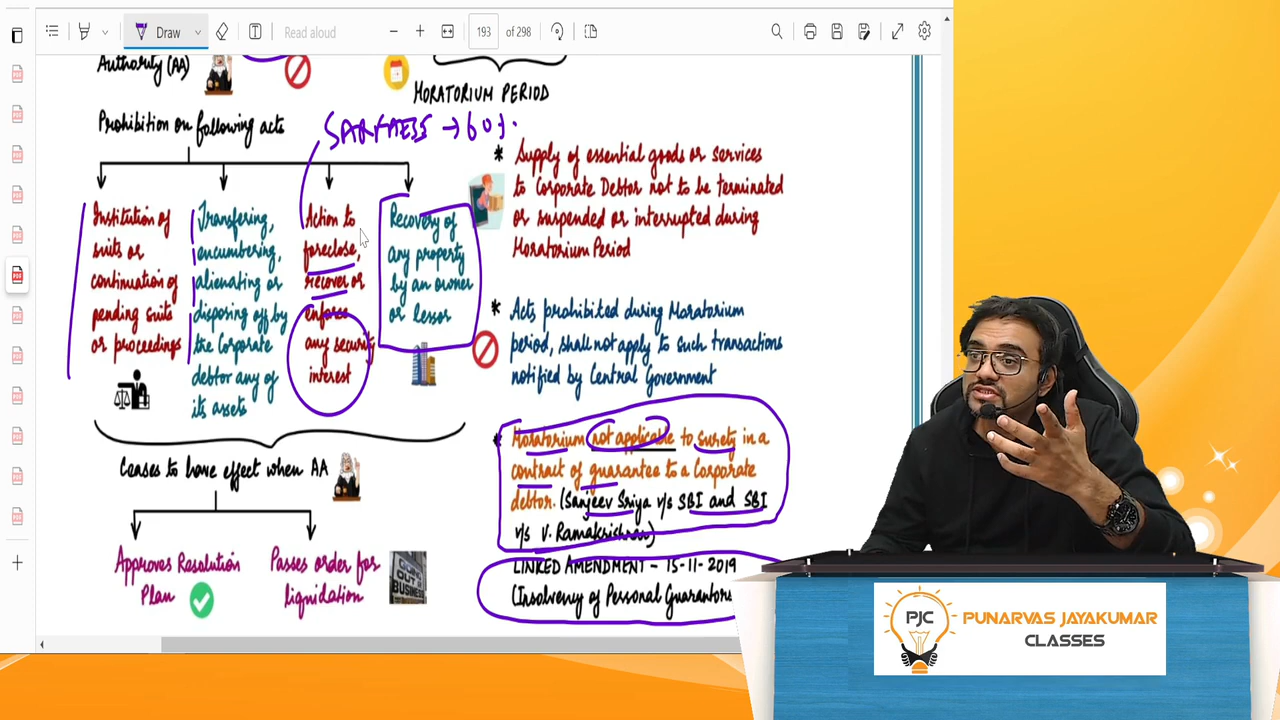 Draw
Read aloud
193
of 298
Authority (AA)
MORATORIUM PERIOD
Prohibition on following acts
SARFAESI → 60%
Institution of
suits or
continuation of
pending suits
or proceedings
Transfering,
encumbering,
alienating or
disposing off by
the Corporate
debtor any of
its assets
Action to
foreclose,
recover or
enforce
any security
interest
Recovery of
any property
by an owner
or lessor
Ceases to have effect when AA
Approves Resolution
Plan
Passes order for
liquidation
OUT OF
BUSINESS
* Supply of essential goods or services
to Corporate Debtor not to be terminated
or suspended or interrupted during
Moratorium Period
* Acts prohibited during Moratorium
period, shall not apply to such transactions
notified by Central Government
* Moratorium not applicable to surety in a
contract of guarantee to a Corporate
debtor. (Sanjeev Sriya v/s SBI and SBI
v/s V. Ramakrishnan)
LINKED AMENDMENT - 15-11-2019
(Insolvency of Personal Guarantors
PJC
PUNARVAS JAYAKUMAR
CLASSES